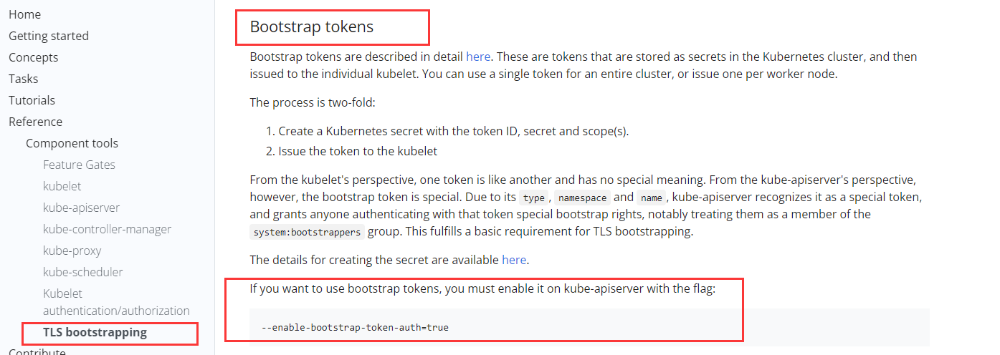 Home
Getting started
Concepts
Tasks
Tutorials
Reference
Component tools
Feature Gates
kubelet
kube-apiserver
kube-controller-manager
kube-proxy
kube-scheduler
Kubelet
authentication/authorization
TLS bootstrapping
Contribute
Bootstrap tokens
Bootstrap tokens are described in detail here. These are tokens that are stored as secrets in the Kubernetes cluster, and then
issued to the individual kubelet. You can use a single token for an entire cluster, or issue one per worker node.
The process is two-fold:
1. Create a Kubernetes secret with the token ID, secret and scope(s).
2. Issue the token to the kubelet
From the kubelet's perspective, one token is like another and has no special meaning. From the kube-apiserver's perspective,
however, the bootstrap token is special. Due to its type, namespace and name, kube-apiserver recognizes it as a special token,
and grants anyone authenticating with that token special bootstrap rights, notably treating them as a member of the
system:bootstrappers group. This fulfills a basic requirement for TLS bootstrapping.
The details for creating the secret are available here.
If you want to use bootstrap tokens, you must enable it on kube-apiserver with the flag:
--enable-bootstrap-token-auth=true